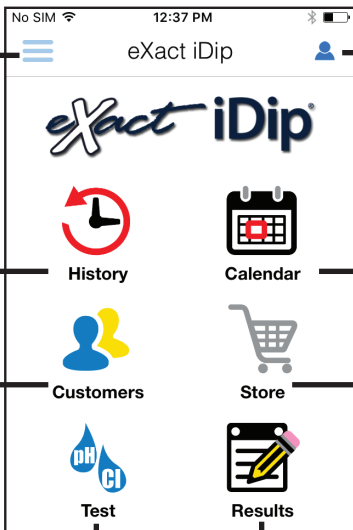 No SIM 12:37 PM
eXact iDip
eXact iDip®
History Calendar
Customers Store
pH Cl
Test Results